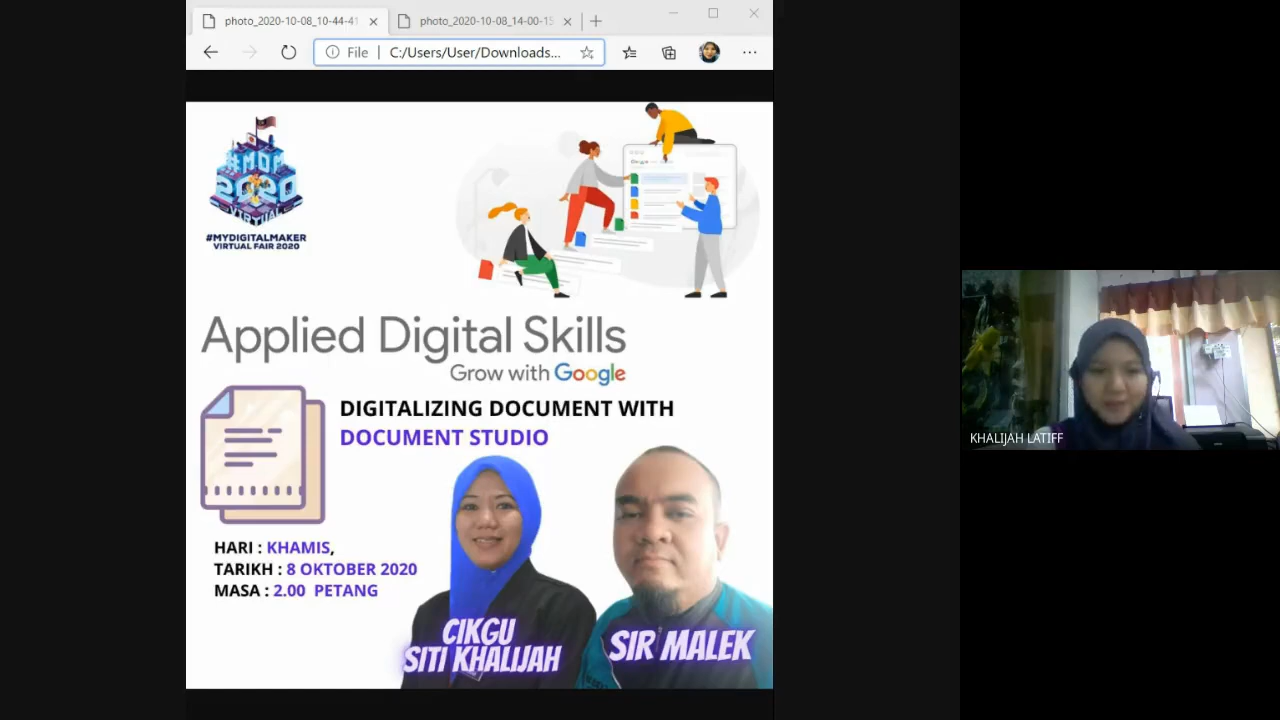 photo_2020-10-08_10-44-41
photo_2020-10-08_14-00-15
File
C:/Users/User/Downloads...
#MDM
2020
VIRTUAL
#MYDIGITALMAKER
VIRTUAL FAIR 2020
Applied Digital Skills
Grow with Google
DIGITALIZING DOCUMENT WITH
DOCUMENT STUDIO
HARI : KHAMIS,
TARIKH : 8 OKTOBER 2020
MASA : 2.00 PETANG
CIKGU
SITI KHALIJAH
SIR MALEK
KHALIJAH LATIFF